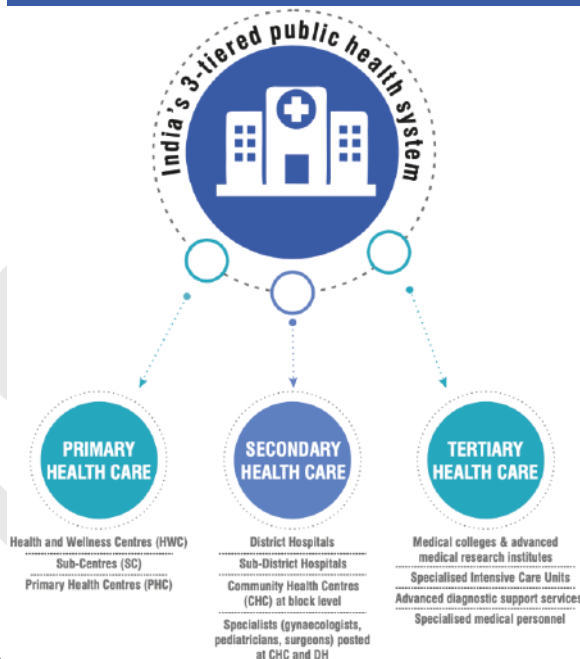 India's 3-tiered public health system
PRIMARY
HEALTH CARE
Health and Wellness Centres (HWC)
Sub-Centres (SC)
Primary Health Centres (PHC)
SECONDARY
HEALTH CARE
District Hospitals
Sub-District Hospitals
Community Health Centres
(CHC) at block level
Specialists (gynaecologists,
pediatricians, surgeons) posted
at CHC and DH
TERTIARY
HEALTH CARE
Medical colleges & advanced
medical research institutes
Specialised Intensive Care Units
Advanced diagnostic support services
Specialised medical personnel